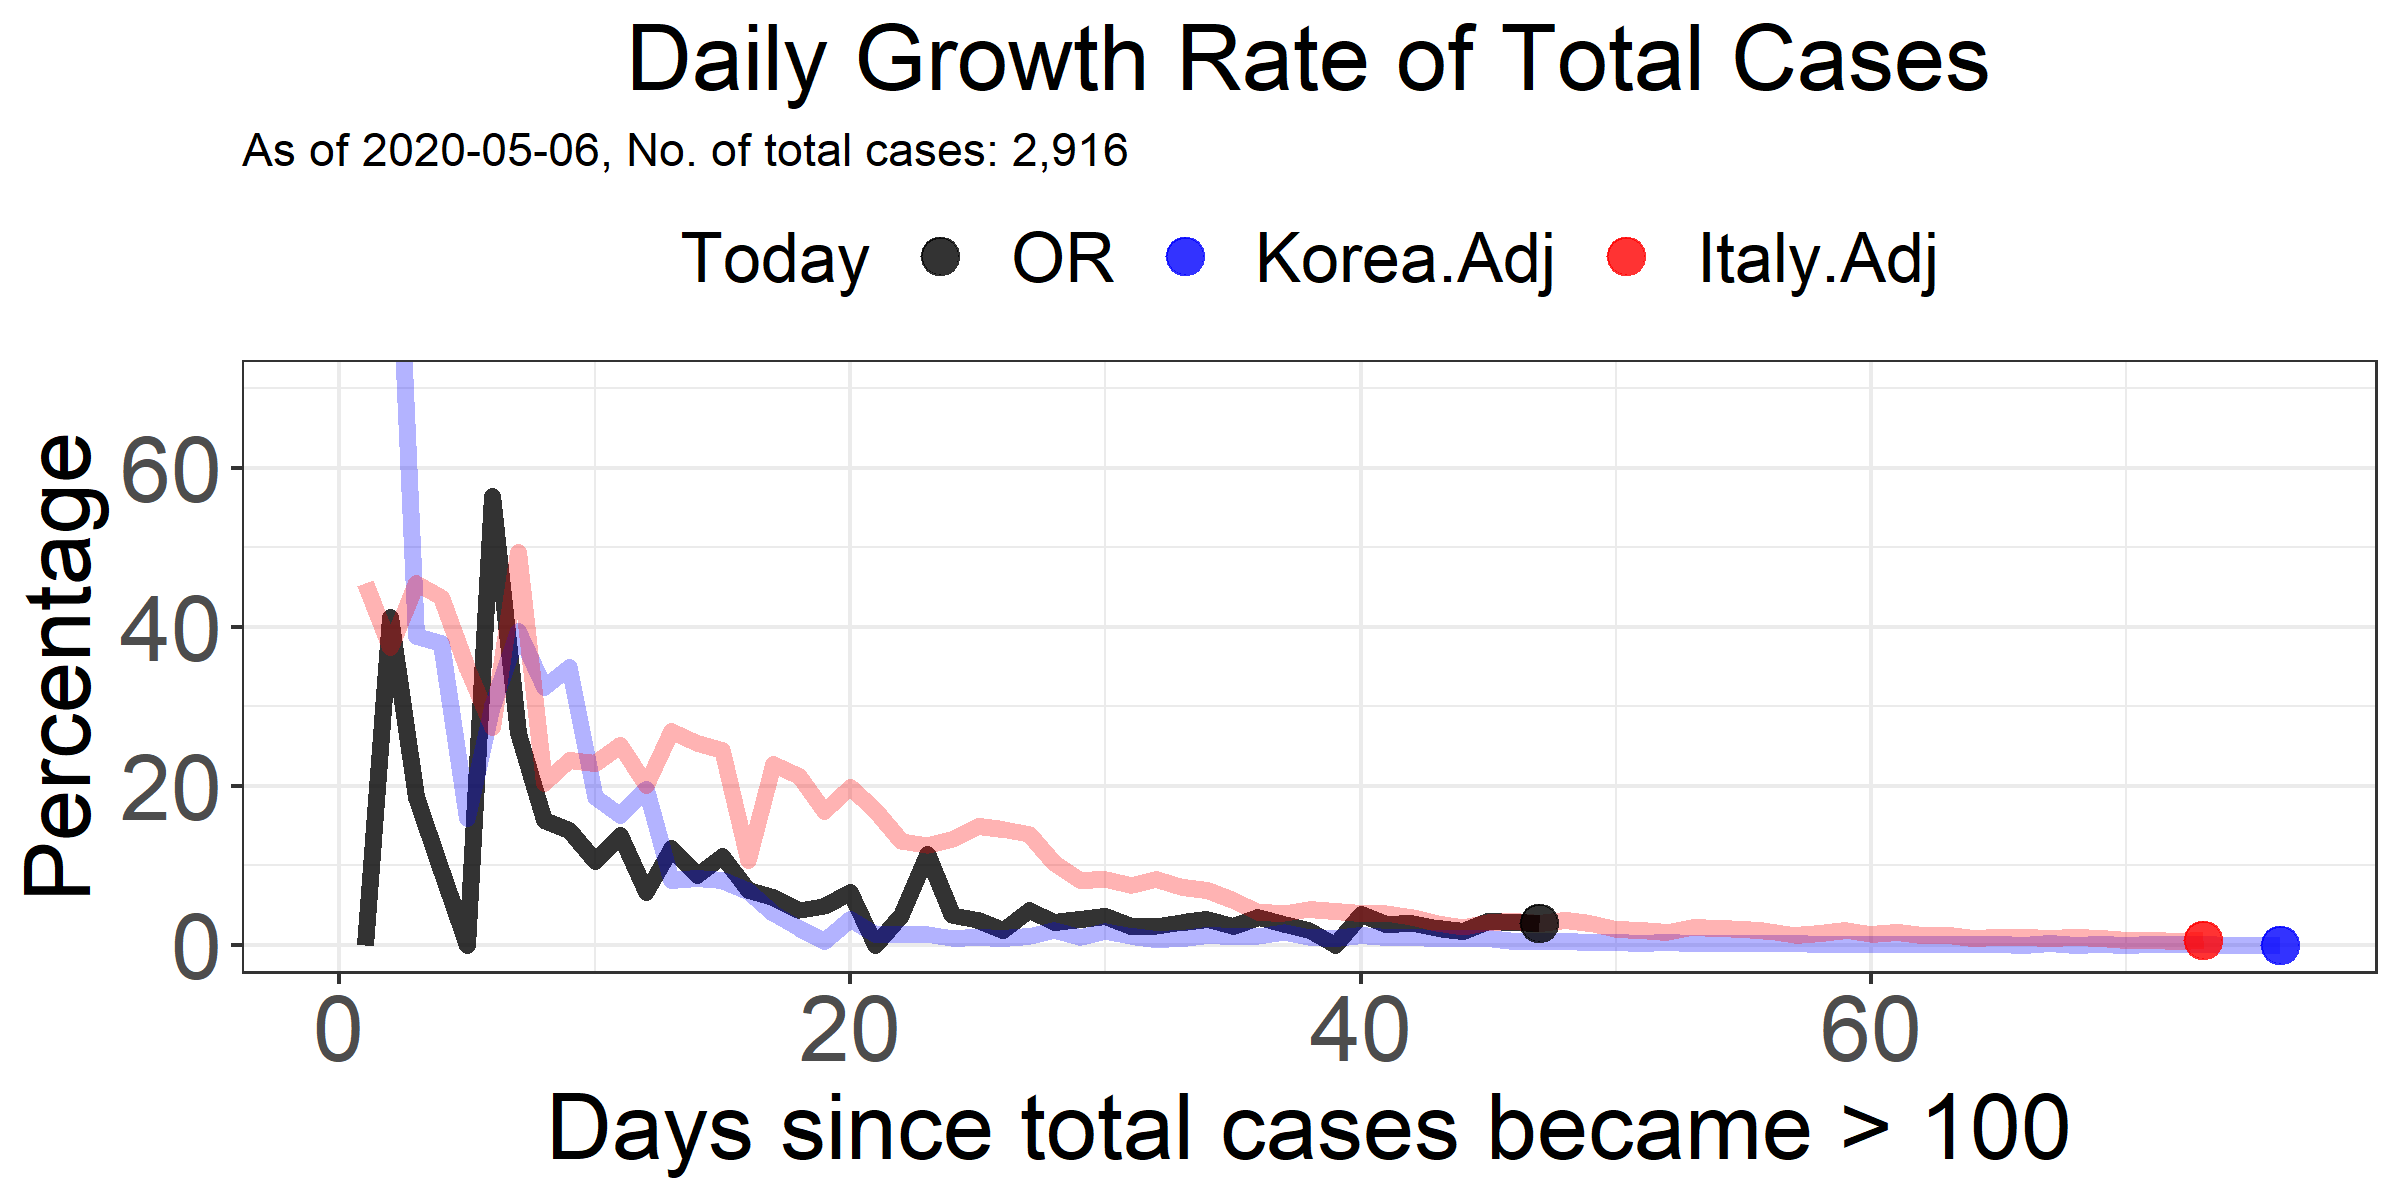 Daily Growth Rate of Total Cases
As of 2020-05-06, No. of total cases: 2,916
Today OR Korea.Adj Italy.Adj
Percentage
60
40
20
0
0 20 40 60
Days since total cases became > 100